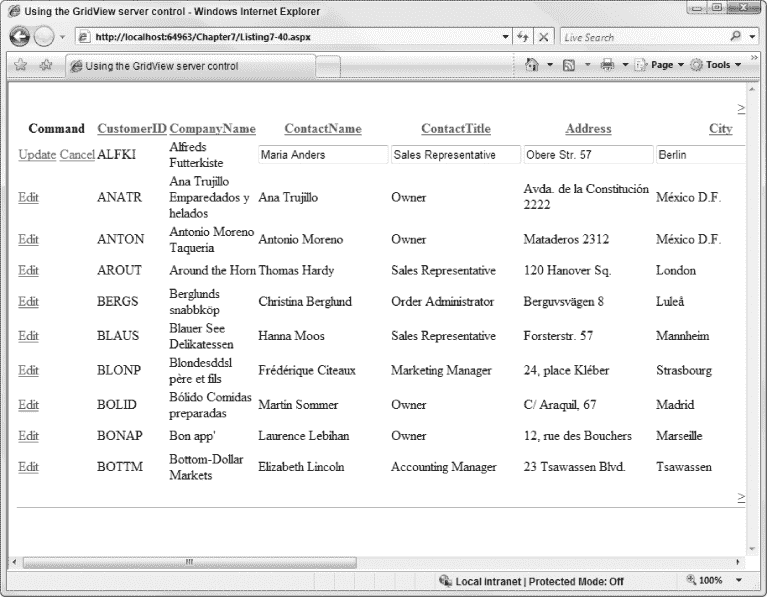 Using the GridView server control - Windows Internet Explorer
http://localhost:64963/Chapter7/Listing7-40.aspx
Live Search
Using the GridView server control
Page
Tools
>>
>
Command CustomerID CompanyName ContactName ContactTitle Address City
Update Cancel ALFKI Alfreds Futterkiste Maria Anders Sales Representative Obere Str. 57 Berlin
Edit ANATR Ana Trujillo Emparedados y helados Ana Trujillo Owner Avda. de la Constitución 2222 México D.F.
Edit ANTON Antonio Moreno Taqueria Antonio Moreno Owner Mataderos 2312 México D.F.
Edit AROUT Around the Horn Thomas Hardy Sales Representative 120 Hanover Sq. London
Edit BERGS Berglunds snabbköp Christina Berglund Order Administrator Berguvsvägen 8 Luleå
Edit BLAUS Blauer See Delikatessen Hanna Moos Sales Representative Forsterstr. 57 Mannheim
Edit BLONP Blondesddsl père et fils Frédérique Citeaux Marketing Manager 24, place Kléber Strasbourg
Edit BOLID Bólido Comidas preparadas Martin Sommer Owner C/ Araquil, 67 Madrid
Edit BONAP Bon app' Laurence Lebihan Owner 12, rue des Bouchers Marseille
Edit BOTTM Bottom-Dollar Markets Elizabeth Lincoln Accounting Manager 23 Tsawassen Blvd. Tsawassen
>
Local intranet | Protected Mode: Off
100%